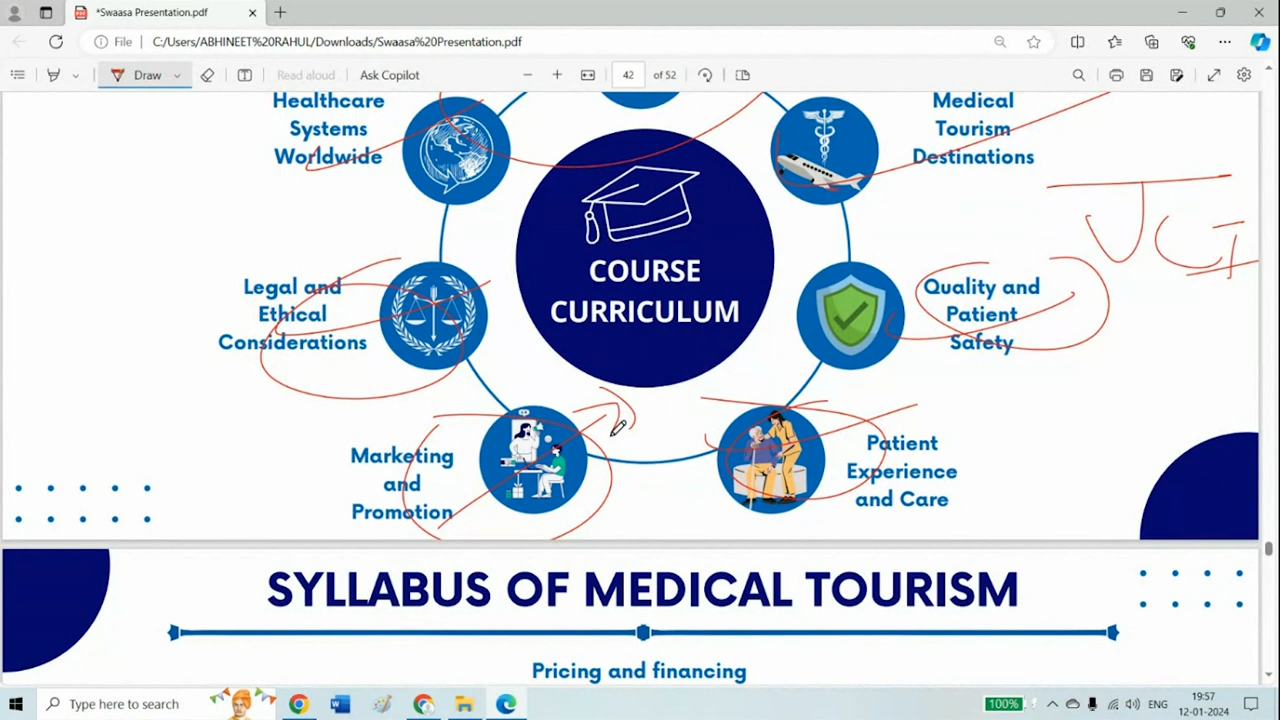 *Swaasa Presentation.pdf
File
C:/Users/ABHINEET%20RAHUL/Downloads/Swaasa%20Presentation.pdf
Draw
Read aloud
Ask Copilot
42
of 52
Healthcare
Systems
Worldwide
Medical
Tourism
Destinations
JCI
COURSE
CURRICULUM
Legal and
Ethical
Considerations
Quality and
Patient
Safety
Marketing
and
Promotion
Patient
Experience
and Care
SYLLABUS OF MEDICAL TOURISM
Pricing and financing
Type here to search
100%
ENG
19:57
12-01-2024